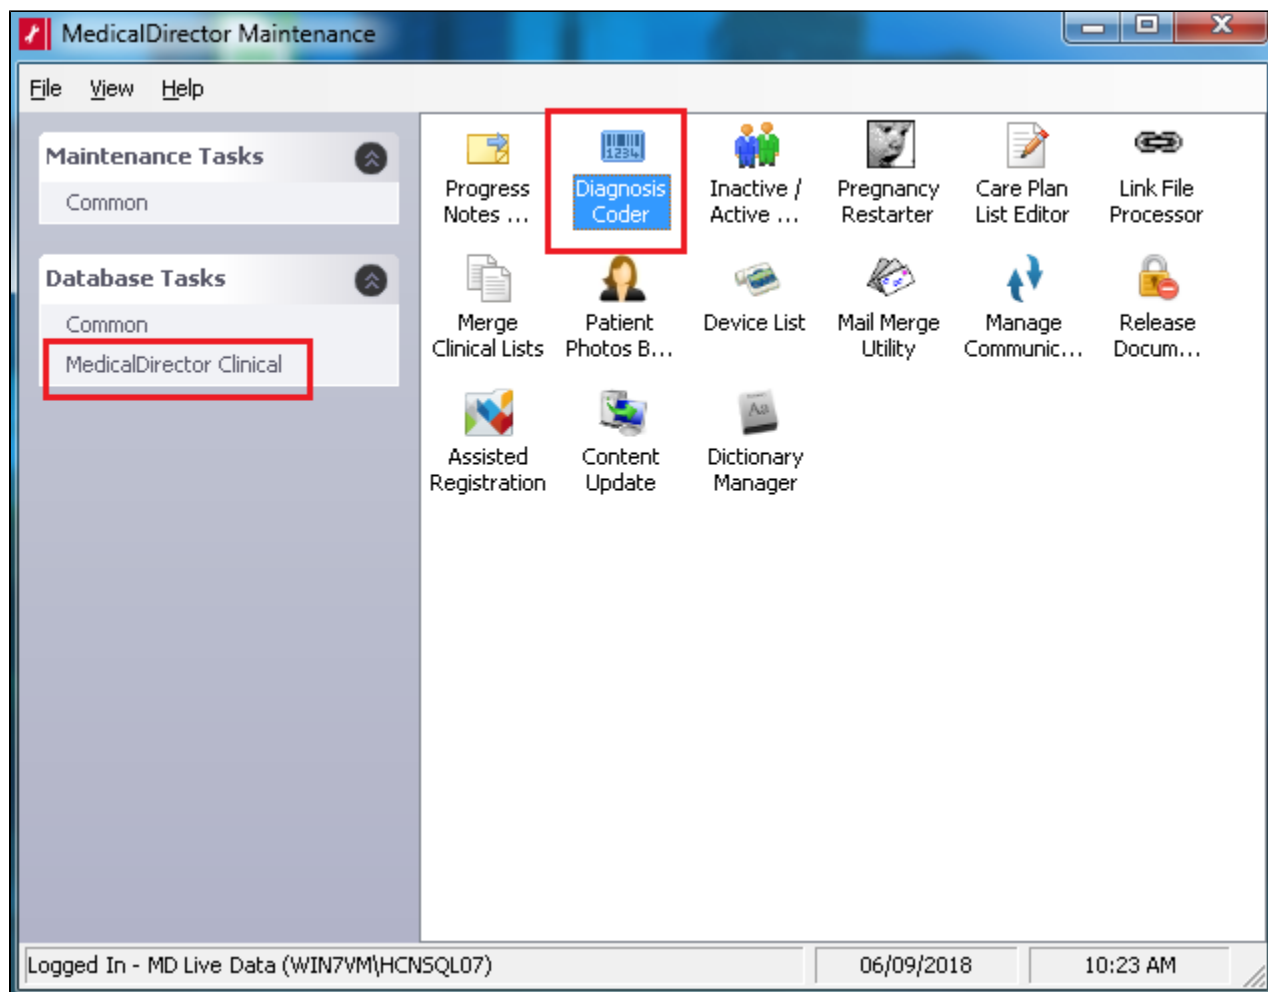 MedicalDirector Maintenance
File View Help
Maintenance Tasks
Common
Database Tasks
Common
MedicalDirector Clinical
Progress
Notes ...
1234
Diagnosis
Coder
Inactive /
Active ...
Pregnancy
Restarter
Care Plan
List Editor
Link File
Processor
Merge
Clinical Lists
Patient
Photos B...
Device List
Mail Merge
Utility
Manage
Communic...
Release
Docum...
Assisted
Registration
Content
Update
Aa
Dictionary
Manager
Logged In - MD Live Data (WIN7VM\HCNSQL07)
06/09/2018
10:23 AM